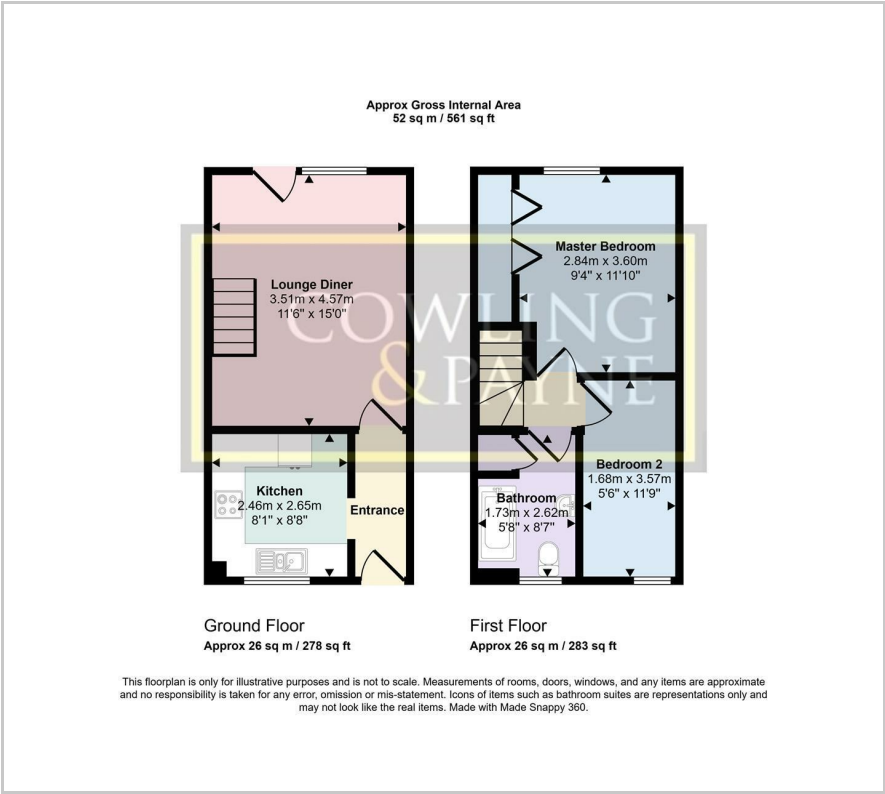 Approx Gross Internal Area
52 sq m / 561 sq ft
Lounge Diner
3.51m x 4.57m
11'6" x 15'0"
Master Bedroom
2.84m x 3.60m
9'4" x 11'10"
COWLING
& PAYNE
Kitchen
2.46m x 2.65m
8'1" x 8'8"
Entrance
Bathroom
1.73m x 2.62m
5'8" x 8'7"
Bedroom 2
1.68m x 3.57m
5'6" x 11'9"
Ground Floor
Approx 26 sq m / 278 sq ft
First Floor
Approx 26 sq m / 283 sq ft
This floorplan is only for illustrative purposes and is not to scale. Measurements of rooms, doors, windows, and any items are approximate
and no responsibility is taken for any error, omission or mis-statement. Icons of items such as bathroom suites are representations only and
may not look like the real items. Made with Made Snappy 360.